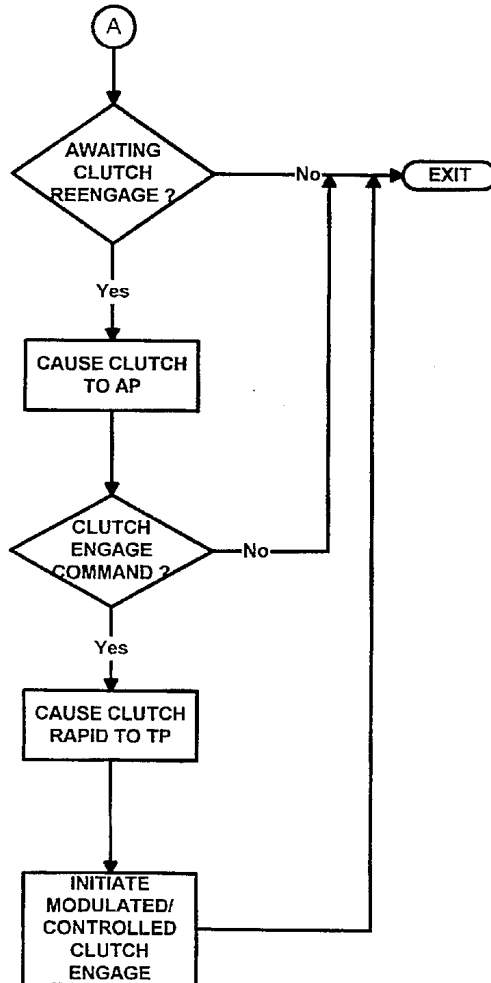 A
AWAITING
CLUTCH
REENGAGE ?
No
EXIT
Yes
CAUSE CLUTCH
TO AP
CLUTCH
ENGAGE
COMMAND ?
No
Yes
CAUSE CLUTCH
RAPID TO TP
INITIATE
MODULATED/
CONTROLLED
CLUTCH
ENGAGE